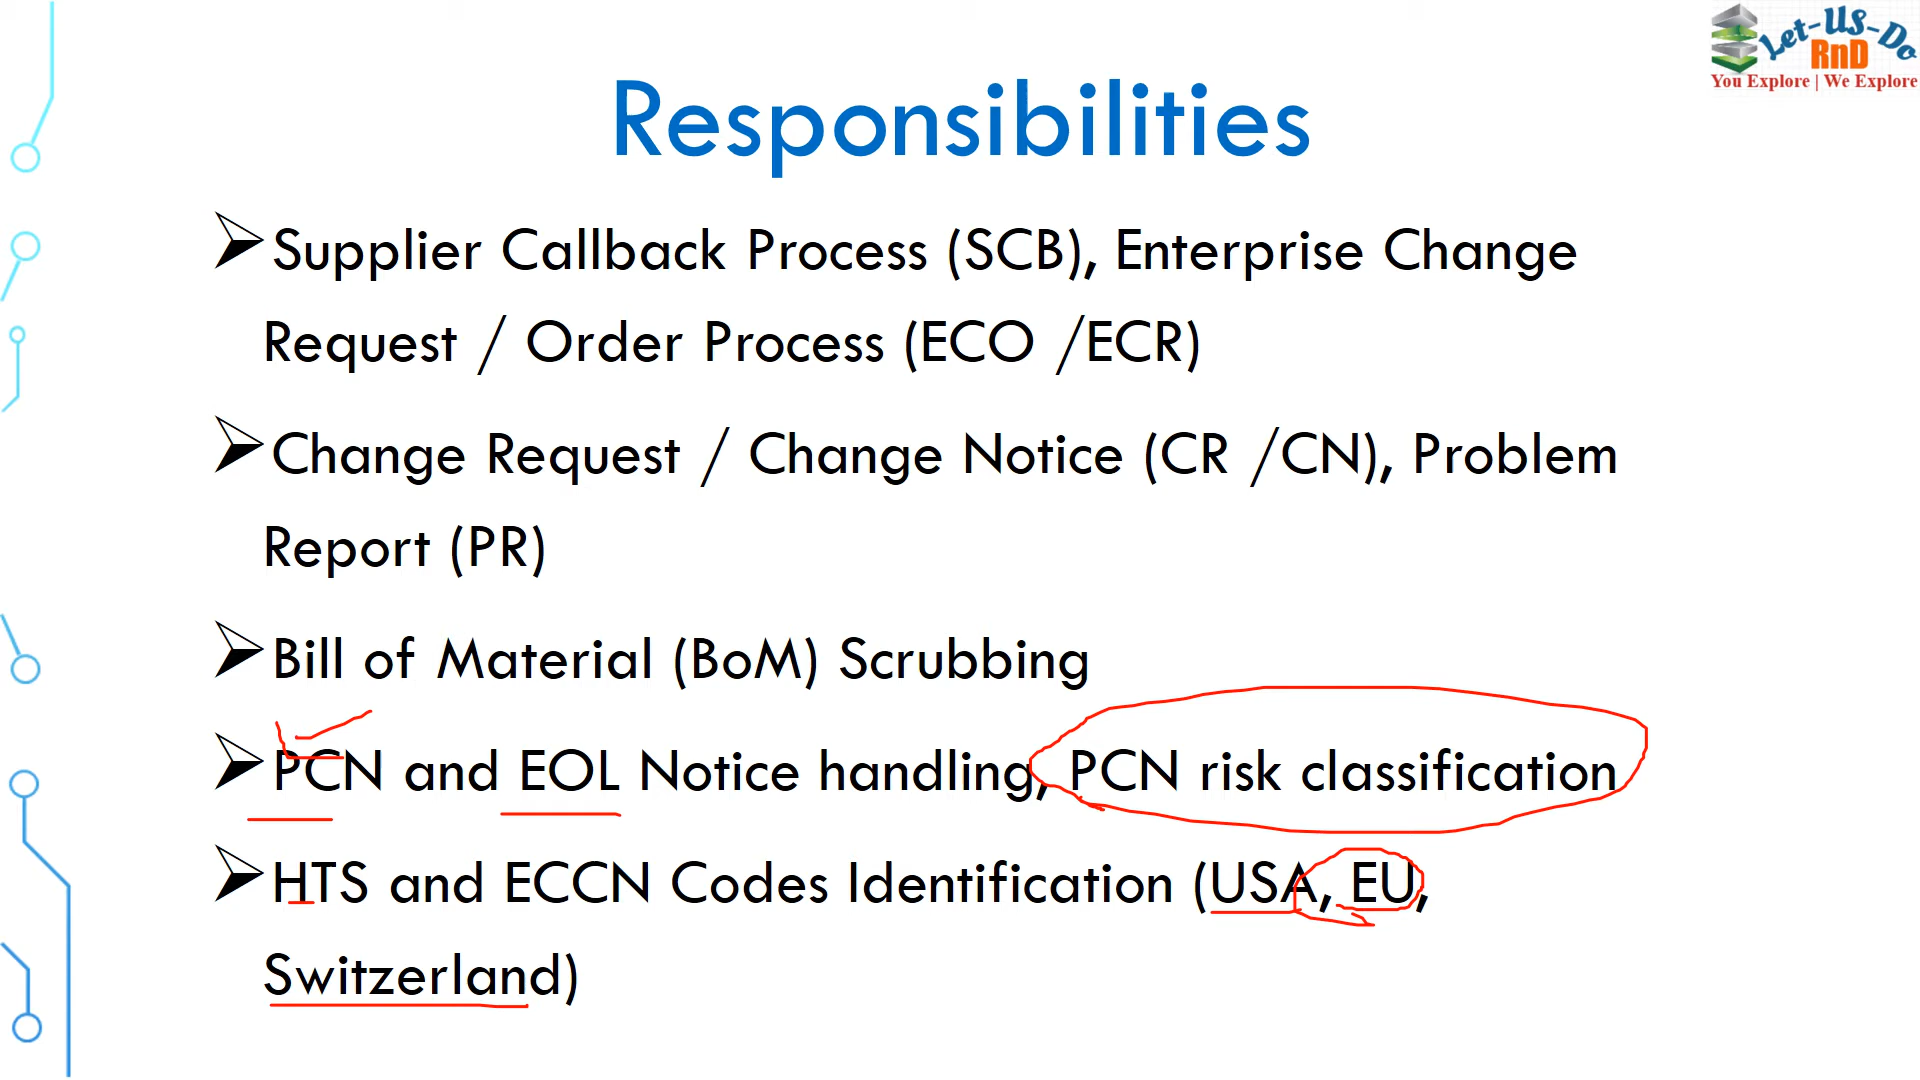 Let-Us-Do
RnD
You Explore | We Explore
Responsibilities
Supplier Callback Process (SCB), Enterprise Change
Request / Order Process (ECO /ECR)
Change Request / Change Notice (CR /CN), Problem
Report (PR)
Bill of Material (BoM) Scrubbing
PCN and EOL Notice handling, PCN risk classification
HTS and ECCN Codes Identification (USA, EU,
Switzerland)